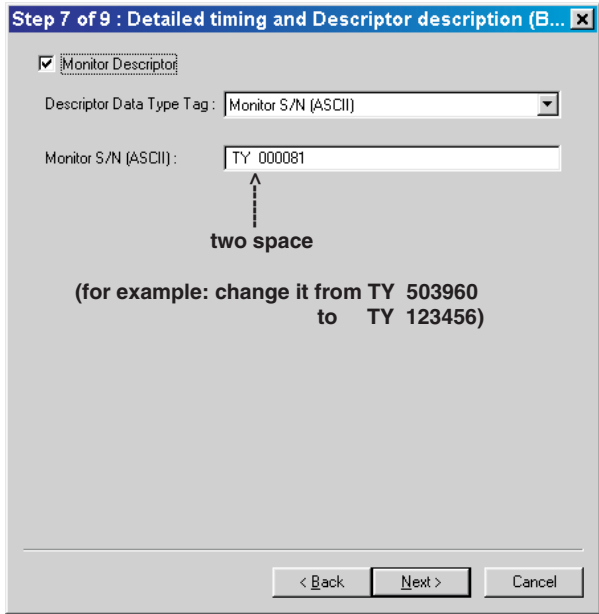 Step 7 of 9 : Detailed timing and Descriptor description (B...
Monitor Descriptor
Descriptor Data Type Tag : Monitor S/N (ASCII)
Monitor S/N (ASCII) : TY  000081
two space
(for example: change it from TY  503960
to TY  123456)
< Back Next > Cancel